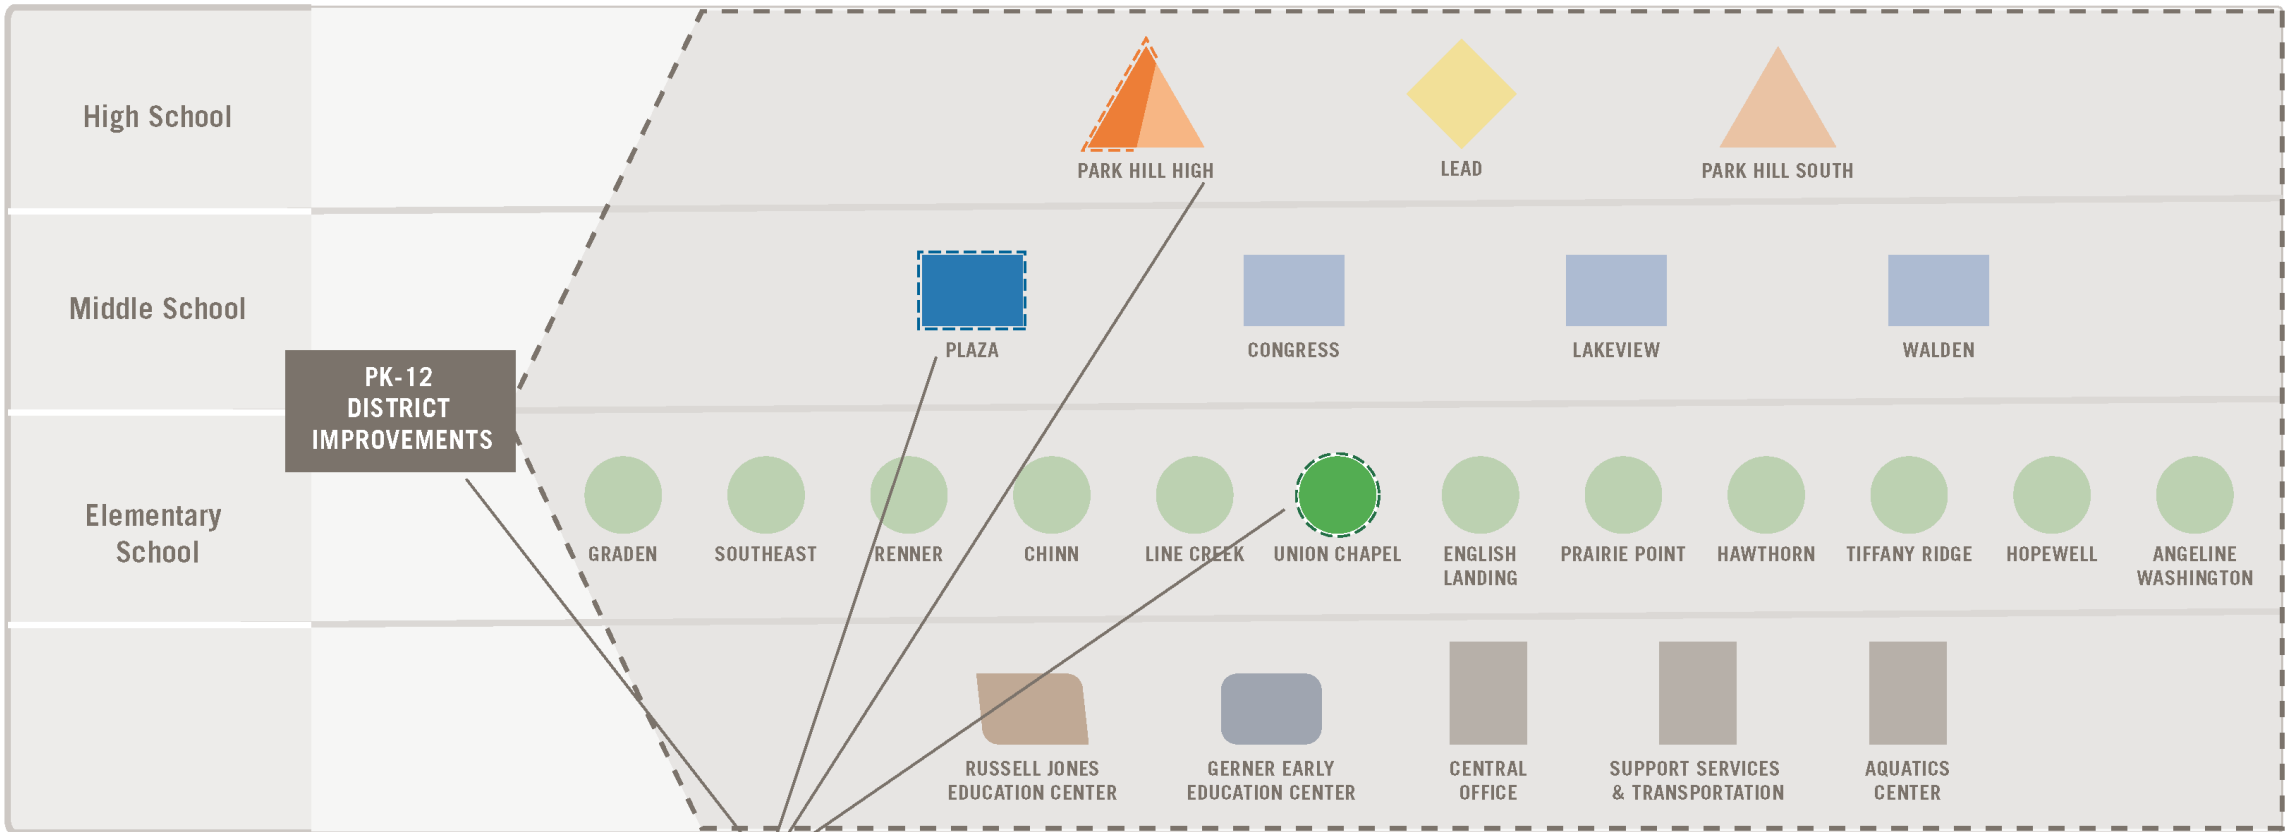 High School
PARK HILL HIGH
LEAD
PARK HILL SOUTH
Middle School
PLAZA
CONGRESS
LAKEVIEW
WALDEN
PK-12
DISTRICT
IMPROVEMENTS
Elementary
School
GRADEN
SOUTHEAST
RENNER
CHINN
LINE CREEK
UNION CHAPEL
ENGLISH
LANDING
PRAIRIE POINT
HAWTHORN
TIFFANY RIDGE
HOPEWELL
ANGELINE
WASHINGTON
RUSSELL JONES
EDUCATION CENTER
GERNER EARLY
EDUCATION CENTER
CENTRAL
OFFICE
SUPPORT SERVICES
& TRANSPORTATION
AQUATICS
CENTER